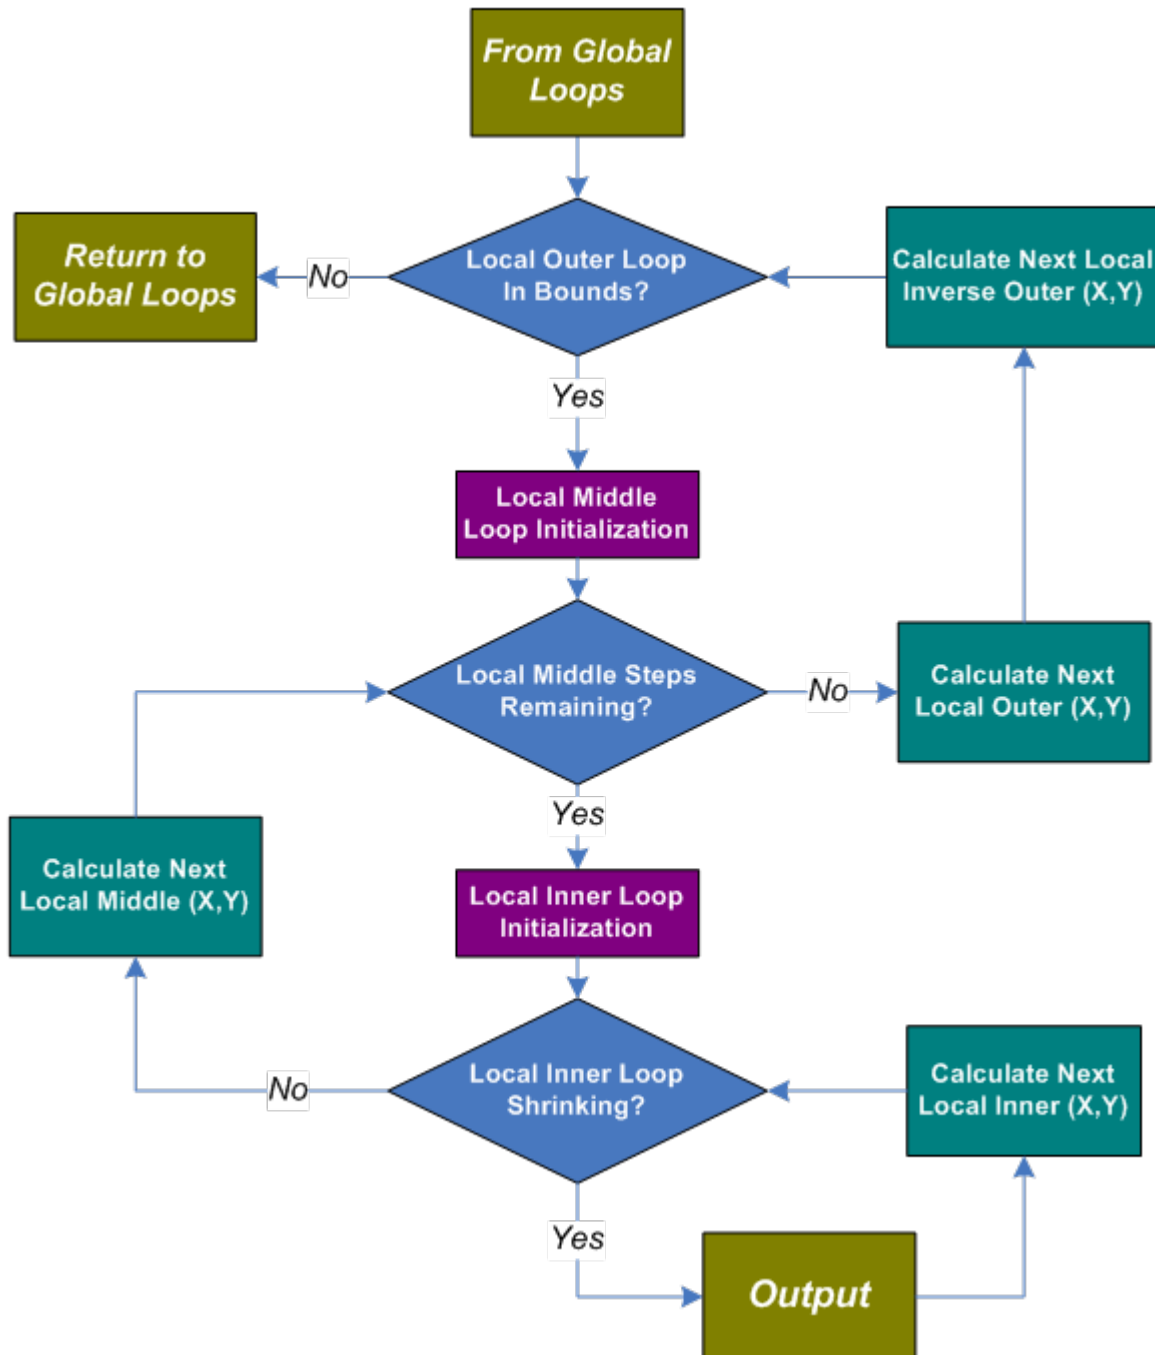 From Global
Loops
Return to
Global Loops
No
Local Outer Loop
In Bounds?
Calculate Next Local
Inverse Outer (X,Y)
Yes
Local Middle
Loop Initialization
Local Middle Steps
Remaining?
No
Calculate Next
Local Outer (X,Y)
Yes
Calculate Next
Local Middle (X,Y)
Local Inner Loop
Initialization
No
Local Inner Loop
Shrinking?
Calculate Next
Local Inner (X,Y)
Yes
Output